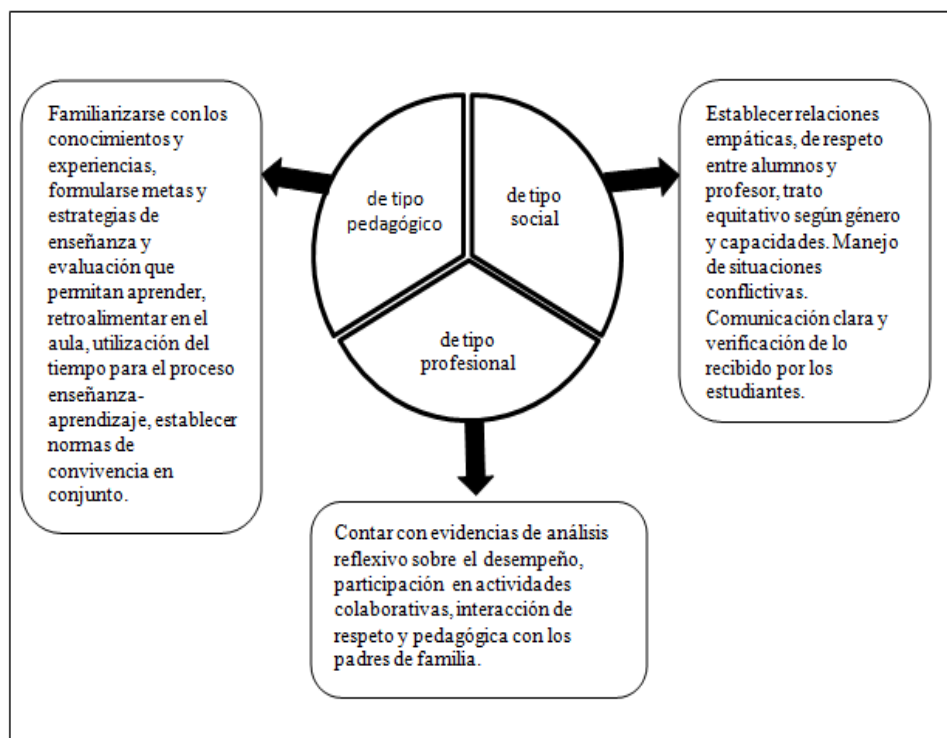 Familiarizarse con los
conocimientos y
experiencias,
formularse metas y
estrategias de
enseñanza y
evaluación que
permitan aprender,
retroalimentar en el
aula, utilización del
tiempo para el proceso
enseñanza-
aprendizaje, establecer
normas de
convivencia en
conjunto.
de tipo
pedagógico
de tipo
social
de tipo
profesional
Establecer relaciones
empáticas, de respeto
entre alumnos y
profesor, trato
equitativo según género
y capacidades. Manejo
de situaciones
conflictivas.
Comunicación clara y
verificación de lo
recibido por los
estudiantes.
Contar con evidencias de análisis
reflexivo sobre el desempeño,
participación en actividades
colaborativas, interacción de
respeto y pedagógica con los
padres de familia.